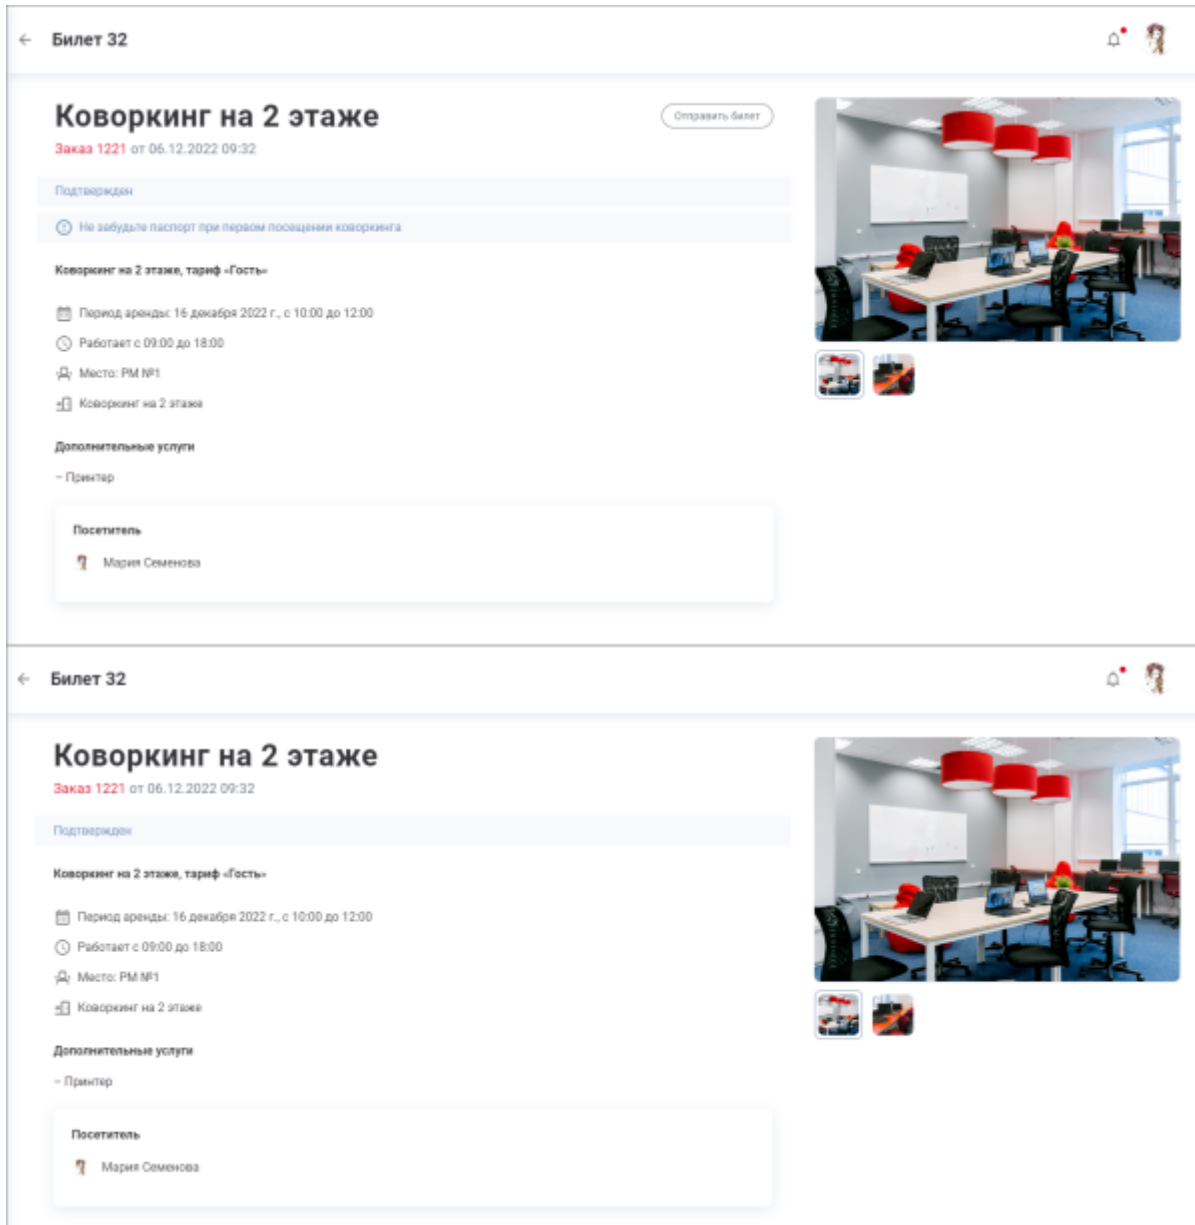 Билет 32
Коворкинг на 2 этаже
Отправить билет
Заказ 1221 от 06.12.2022 09:32
Подтвержден
Не забудьте паспорт при первом посещении коворкинга
Коворкинг на 2 этаже, тариф «Гость»
Период аренды: 16 декабря 2022 г., с 10:00 до 12:00
Работает с 09:00 до 18:00
Место: РМ №1
Коворкинг на 2 этаже
Дополнительные услуги
– Принтер
Посетитель
Мария Семенова
Билет 32
Коворкинг на 2 этаже
Заказ 1221 от 06.12.2022 09:32
Подтвержден
Коворкинг на 2 этаже, тариф «Гость»
Период аренды: 16 декабря 2022 г., с 10:00 до 12:00
Работает с 09:00 до 18:00
Место: РМ №1
Коворкинг на 2 этаже
Дополнительные услуги
– Принтер
Посетитель
Мария Семенова